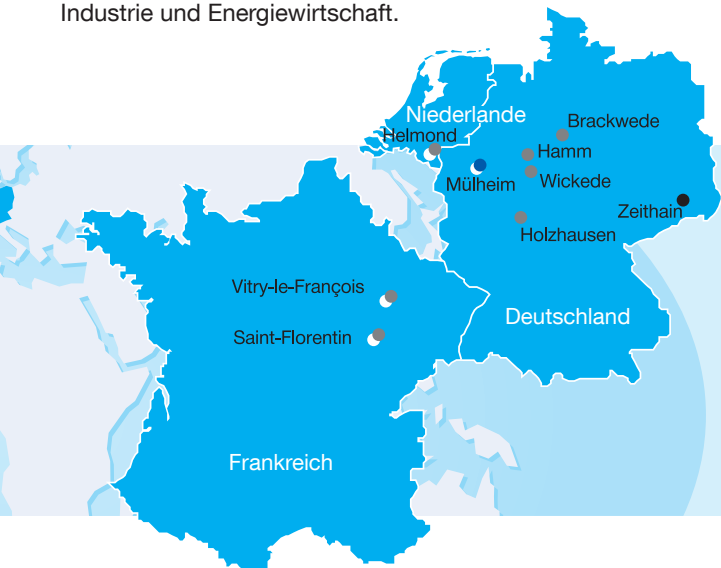 Industrie und Energiewirtschaft.
Niederlande
Brackwede
Helmond
Hamm
Mülheim
Wickede
Zeithain
Holzhausen
Vitry-le-François
Deutschland
Saint-Florentin
Frankreich